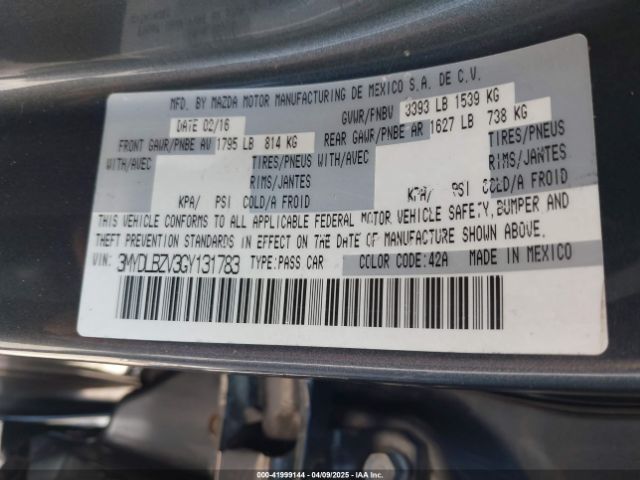 MFD. BY MAZDA MOTOR MANUFACTURING DE MEXICO S.A. DE C.V.
DATE 02/16 GVWR/PNBV 3393 LB 1539 KG
FRONT GAWR/PNBE AV 1795 LB 814 KG REAR GAWR/PNBE AR 1627 LB 738 KG
WITH/AVEC TIRES/PNEUS WITH/AVEC TIRES/PNEUS
RIMS/JANTES RIMS/JANTES
KPA/ PSI COLD/A FROID KPA/ PSI COLD/A FROID
THIS VEHICLE CONFORMS TO ALL APPLICABLE FEDERAL MOTOR VEHICLE SAFETY, BUMPER AND
THEFT PREVENTION STANDARDS IN EFFECT ON THE DATE OF MANUFACTURE SHOWN ABOVE.
VIN: 3MYDLBZV3GY131783 TYPE:PASS CAR COLOR CODE:42A MADE IN MEXICO
000-41999144 | 04/09/2025 | IAAI.COM